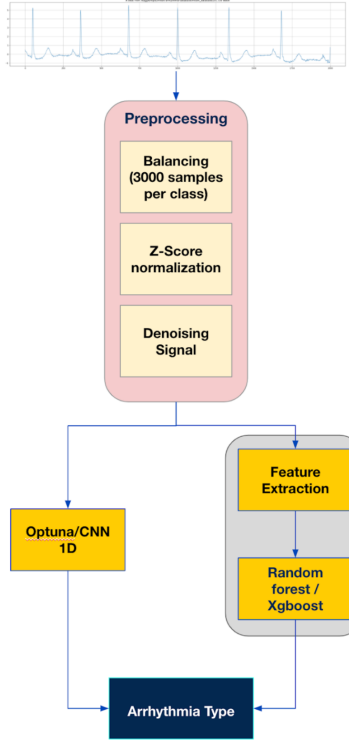 Preprocessing
Balancing
(3000 samples
per class)
Z-Score
normalization
Denoising
Signal
Optuna/CNN
1D
Feature
Extraction
Random
forest /
Xgboost
Arrhythmia Type